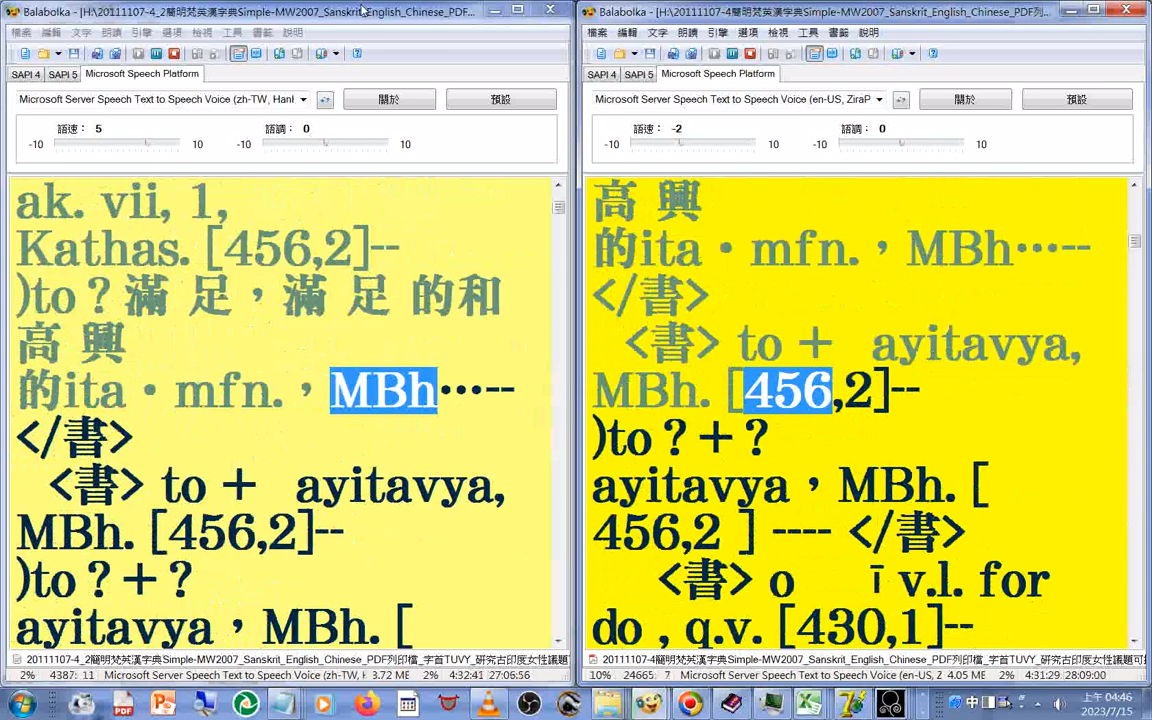 Balabolka - [H:\20111107-4_2簡明梵英漢字典Simple-MW2007_Sanskrit_English_Chinese_PDF...
檔案 編輯 文字 朗讀 引擎 選項 檢視 工具 書籤 說明
SAPI 4 SAPI 5 Microsoft Speech Platform
Microsoft Server Speech Text to Speech Voice (zh-TW, Hanl
關於 預設
語速： 5 語調： 0
-10 10 -10 10
ak. vii, 1,
Kathas. [456,2]--
)to？滿 足，滿 足 的和
高 興
的ita·mfn.，MBh…--
</書>
<書> to + ayitavya,
MBh. [456,2]--
)to？+？
ayitavya，MBh. [
20111107-4_2簡明梵英漢字典Simple-MW2007_Sanskrit_English_Chinese_PDF列印檔_字首TUVY_研究古印度女性議題
2% 4387: 11 Microsoft Server Speech Text to Speech Voice (zh-TW, H 3.72 MB 2% 4:32:41 27:06:56
Balabolka - [H:\20111107-4簡明梵英漢字典Simple-MW2007_Sanskrit_English_Chinese_PDF列...
檔案 編輯 文字 朗讀 引擎 選項 檢視 工具 書籤 說明
SAPI 4 SAPI 5 Microsoft Speech Platform
Microsoft Server Speech Text to Speech Voice (en-US, ZiraP
關於 預設
語速： -2 語調： 0
-10 10 -10 10
高 興
的ita·mfn.，MBh…--
</書>
<書> to + ayitavya,
MBh. [456,2]--
)to？+？
ayitavya，MBh. [
456,2 ] ---- </書>
<書> o ī v.l. for
do , q.v. [430,1]--
20111107-4簡明梵英漢字典Simple-MW2007_Sanskrit_English_Chinese_PDF列印檔_字首TUVY_研究古印度女性議題可
10% 24665: 7 Microsoft Server Speech Text to Speech Voice (en-US, z 4.05 MB 2% 4:31:29 28:09:00
中
上午 04:46
2023/7/15